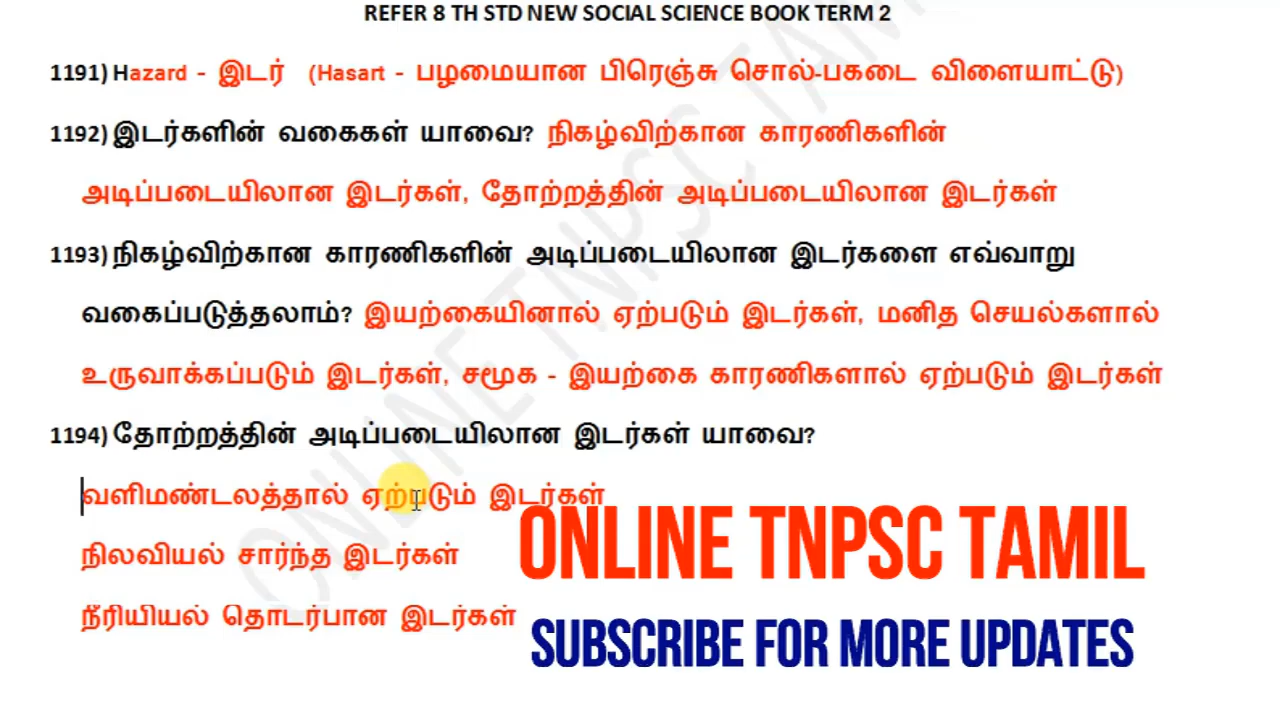 REFER 8 TH STD NEW SOCIAL SCIENCE BOOK TERM 2
1191) Hazard - இடர் (Hasart - பழமையான பிரெஞ்சு சொல்-பகடை விளையாட்டு)
1192) இடர்களின் வகைகள் யாவை? நிகழ்விற்கான காரணிகளின்
அடிப்படையிலான இடர்கள், தோற்றத்தின் அடிப்படையிலான இடர்கள்
1193) நிகழ்விற்கான காரணிகளின் அடிப்படையிலான இடர்களை எவ்வாறு
வகைப்படுத்தலாம்? இயற்கையினால் ஏற்படும் இடர்கள், மனித செயல்களால்
உருவாக்கப்படும் இடர்கள், சமூக - இயற்கை காரணிகளால் ஏற்படும் இடர்கள்
1194) தோற்றத்தின் அடிப்படையிலான இடர்கள் யாவை?
வளிமண்டலத்தால் ஏற்படும் இடர்கள்
நிலவியல் சார்ந்த இடர்கள்
நீரியியல் தொடர்பான இடர்கள்
ONLINE TNPSC TAMIL
SUBSCRIBE FOR MORE UPDATES
ONLINE TNPSC TAMIL